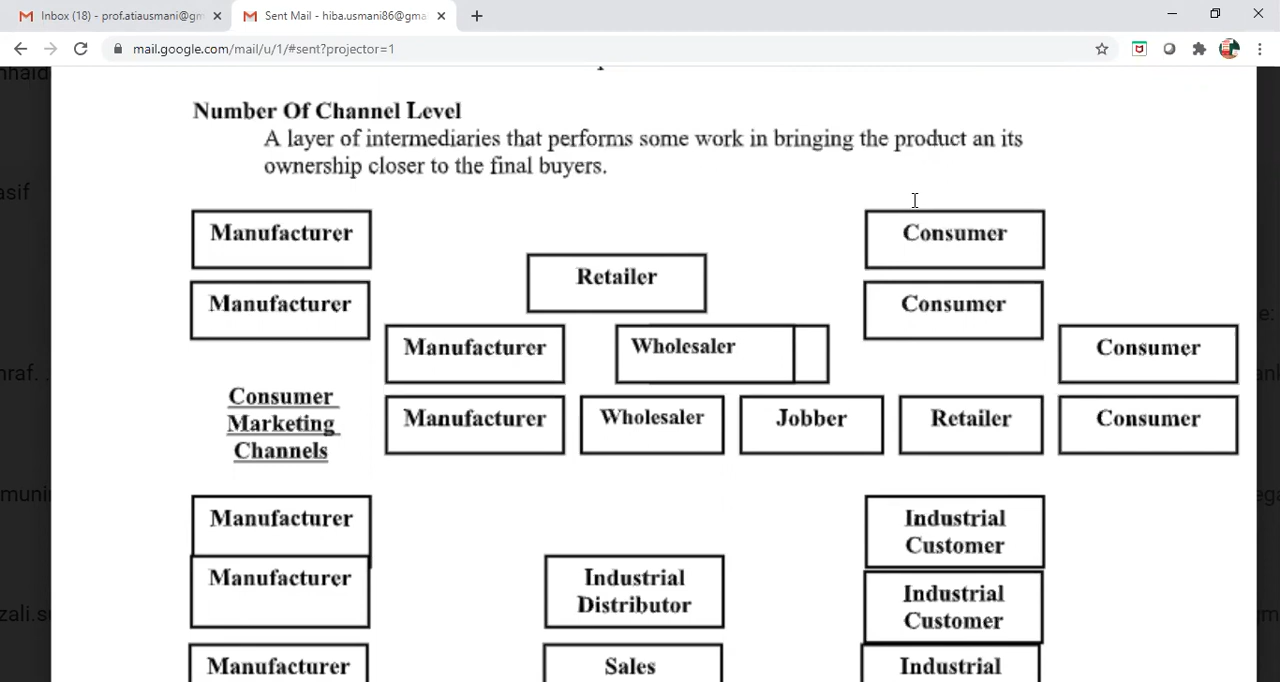 Inbox (18) - prof.atiausmani@gm
Sent Mail - hiba.usmani86@gma
mail.google.com/mail/u/1/#sent?projector=1
Number Of Channel Level
A layer of intermediaries that performs some work in bringing the product an its
ownership closer to the final buyers.
Manufacturer
Consumer
Retailer
Manufacturer
Consumer
Manufacturer Wholesaler Consumer
Consumer
Marketing
Channels
Manufacturer Wholesaler Jobber Retailer Consumer
Manufacturer
Industrial
Customer
Manufacturer
Industrial
Distributor
Industrial
Customer
Manufacturer Sales Industrial
asif